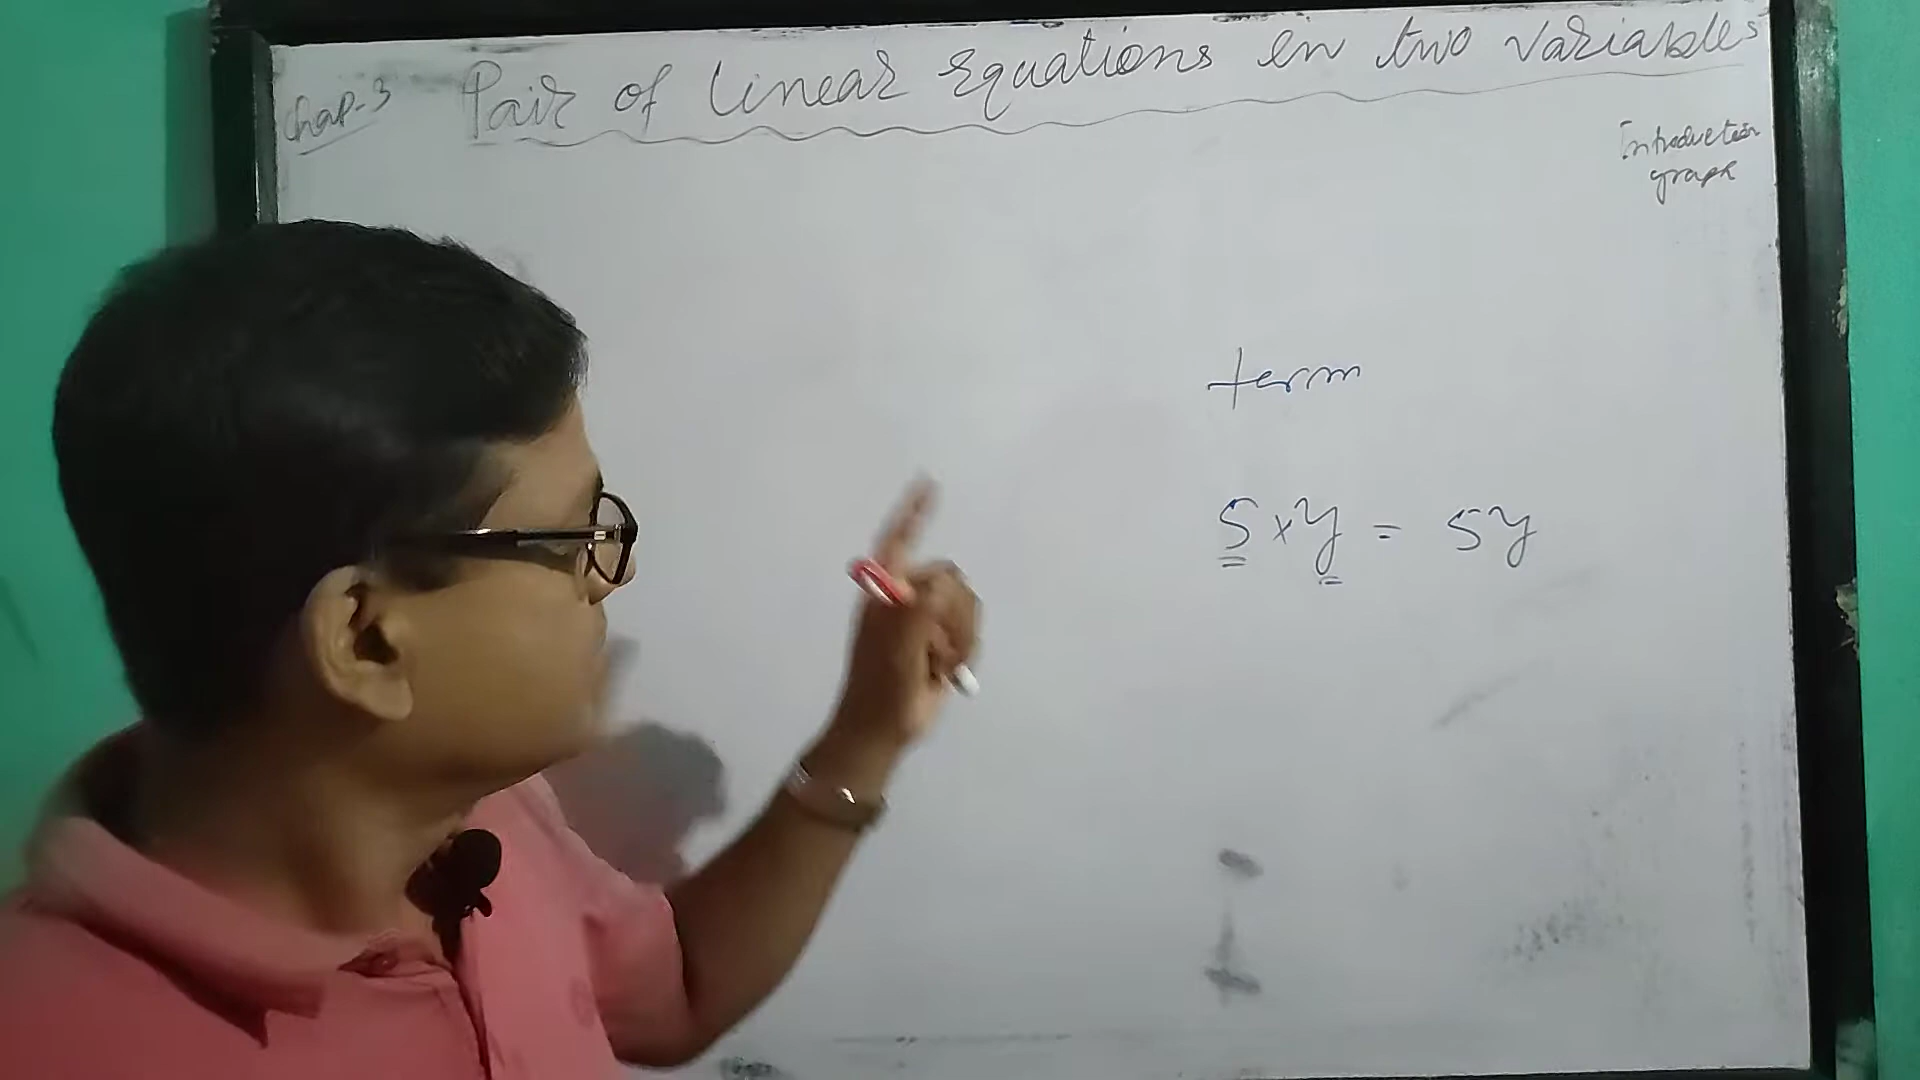 Chap-3 Pair of Linear Equations in two variables
Introduction
graph
term
5 × y = 5y